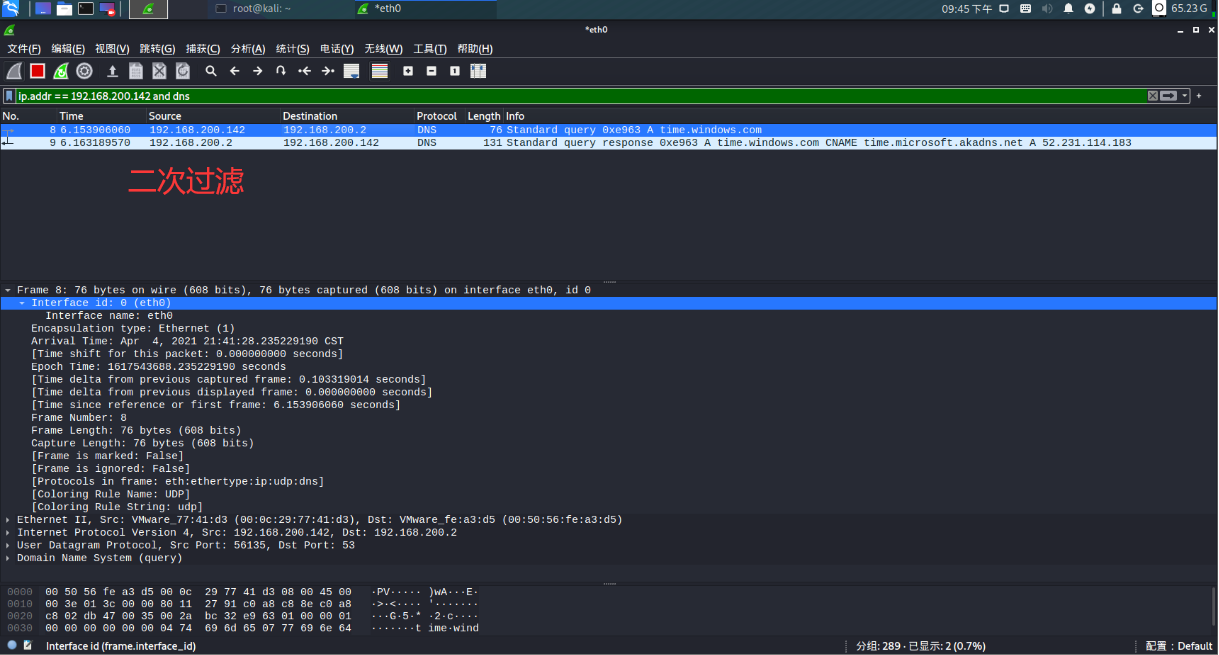 root@kali: ~
*eth0
09:45 下午
65.23 G
*eth0
文件(F) 编辑(E) 视图(V) 跳转(G) 捕获(C) 分析(A) 统计(S) 电话(Y) 无线(W) 工具(T) 帮助(H)
ip.addr == 192.168.200.142 and dns
No. Time Source Destination Protocol Length Info
8 6.153906060 192.168.200.142 192.168.200.2 DNS 76 Standard query 0xe963 A time.windows.com
9 6.163189570 192.168.200.2 192.168.200.142 DNS 131 Standard query response 0xe963 A time.windows.com CNAME time.microsoft.akadns.net A 52.231.114.183
二次过滤
Frame 8: 76 bytes on wire (608 bits), 76 bytes captured (608 bits) on interface eth0, id 0
Interface id: 0 (eth0)
Interface name: eth0
Encapsulation type: Ethernet (1)
Arrival Time: Apr  4, 2021 21:41:28.235229190 CST
[Time shift for this packet: 0.000000000 seconds]
Epoch Time: 1617543688.235229190 seconds
[Time delta from previous captured frame: 0.103319014 seconds]
[Time delta from previous displayed frame: 0.000000000 seconds]
[Time since reference or first frame: 6.153906060 seconds]
Frame Number: 8
Frame Length: 76 bytes (608 bits)
Capture Length: 76 bytes (608 bits)
[Frame is marked: False]
[Frame is ignored: False]
[Protocols in frame: eth:ethertype:ip:udp:dns]
[Coloring Rule Name: UDP]
[Coloring Rule String: udp]
Ethernet II, Src: VMware_77:41:d3 (00:0c:29:77:41:d3), Dst: VMware_fe:a3:d5 (00:50:56:fe:a3:d5)
Internet Protocol Version 4, Src: 192.168.200.142, Dst: 192.168.200.2
User Datagram Protocol, Src Port: 56135, Dst Port: 53
Domain Name System (query)
0000 00 50 56 fe a3 d5 00 0c 29 77 41 d3 08 00 45 00 ·PV····· )wA···E·
0010 00 3e 01 3c 00 00 80 11 27 91 c0 a8 c8 8e c0 a8 ·>·<···· '·······
0020 c8 02 db 47 00 35 00 2a bc 32 e9 63 01 00 00 01 ···G·5·* ·2·c····
0030 00 00 00 00 00 00 04 74 69 6d 65 07 77 69 6e 64 ·······t ime·wind
Interface id (frame.interface_id)
分组: 289 · 已显示: 2 (0.7%)
配置：Default